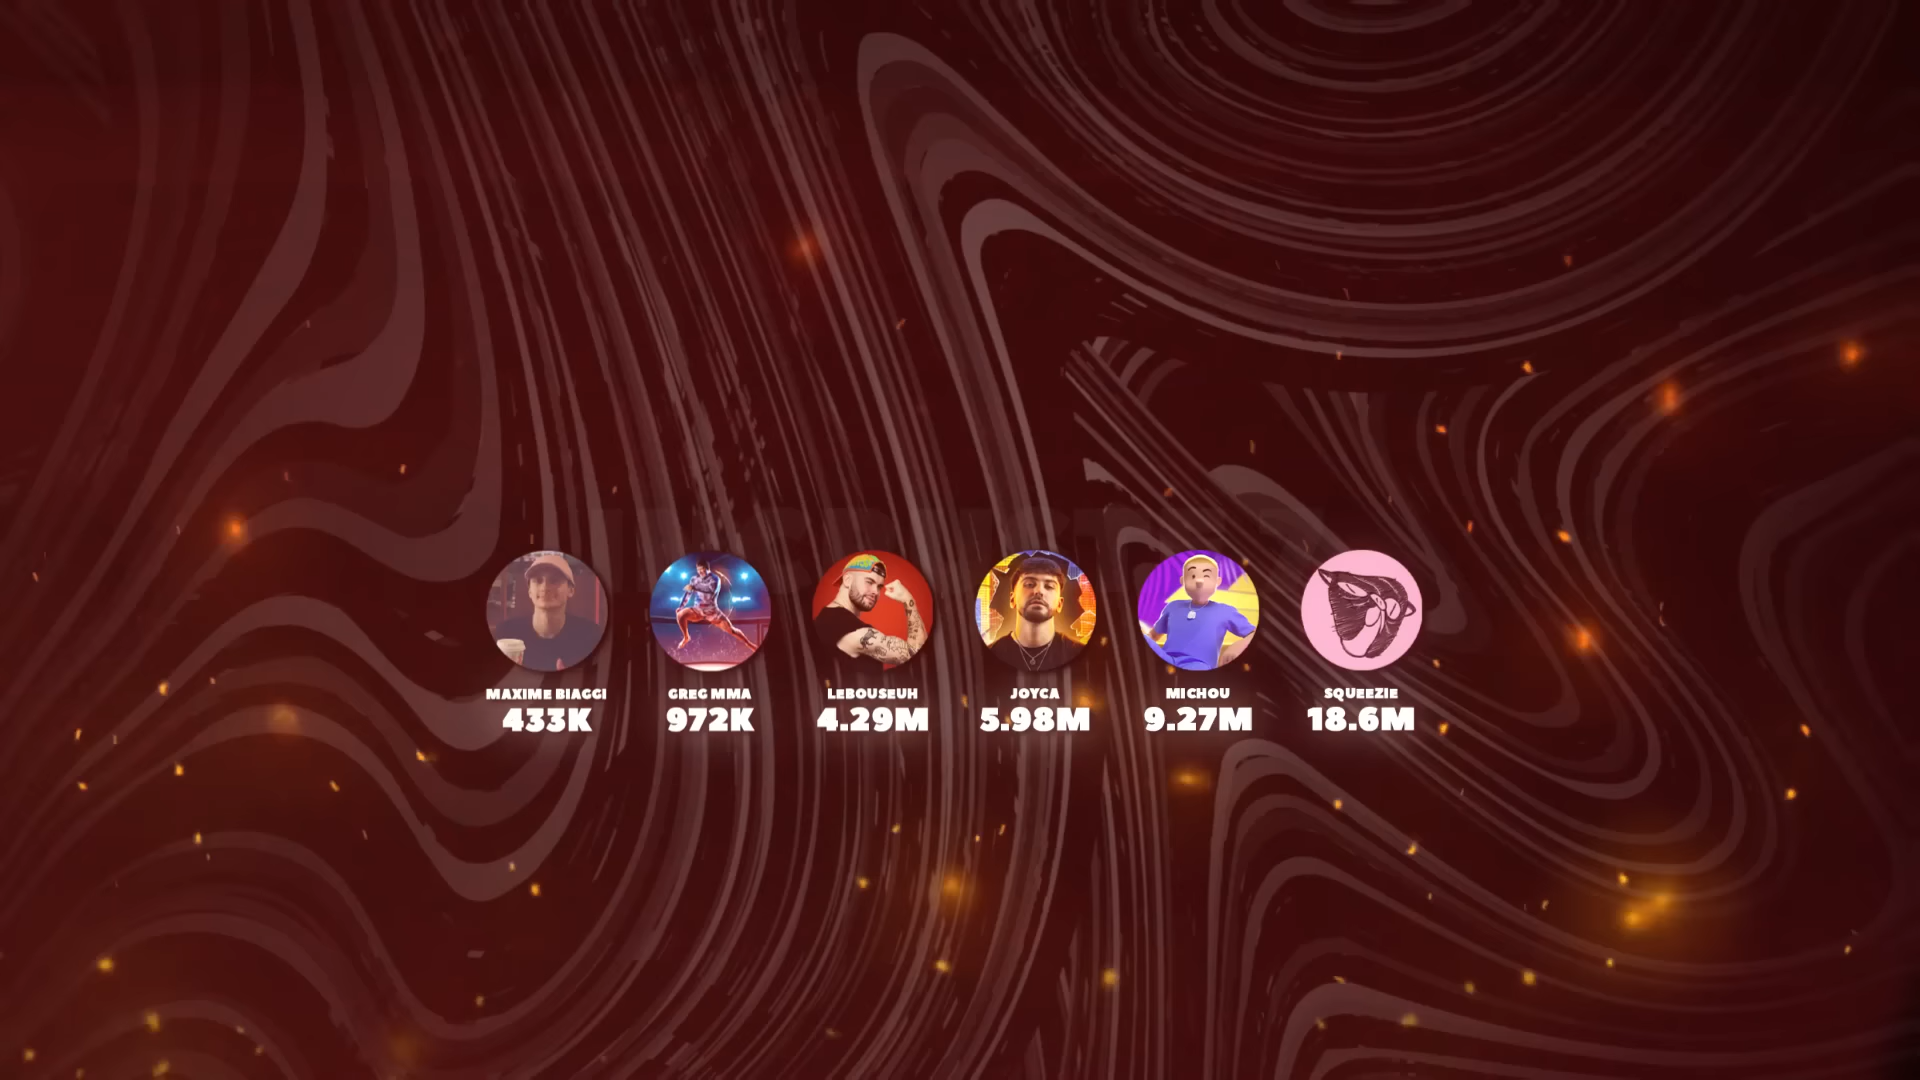 MAXIME BIAGGI
433K
GREG MMA
972K
LEBOUSEUH
4.29M
JOYCA
5.98M
MICHOU
9.27M
SQUEEZIE
18.6M